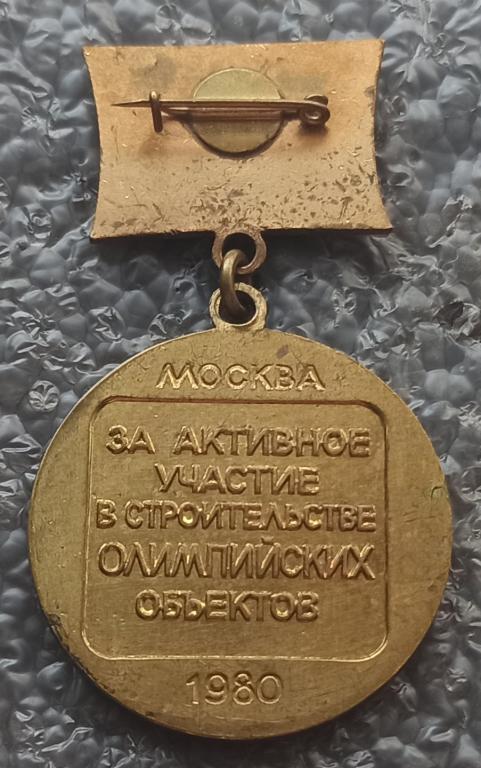 МОСКВА
ЗА АКТИВНОЕ
УЧАСТИЕ
В СТРОИТЕЛЬСТВЕ
ОЛИМПИЙСКИХ
ОБЪЕКТОВ
1980